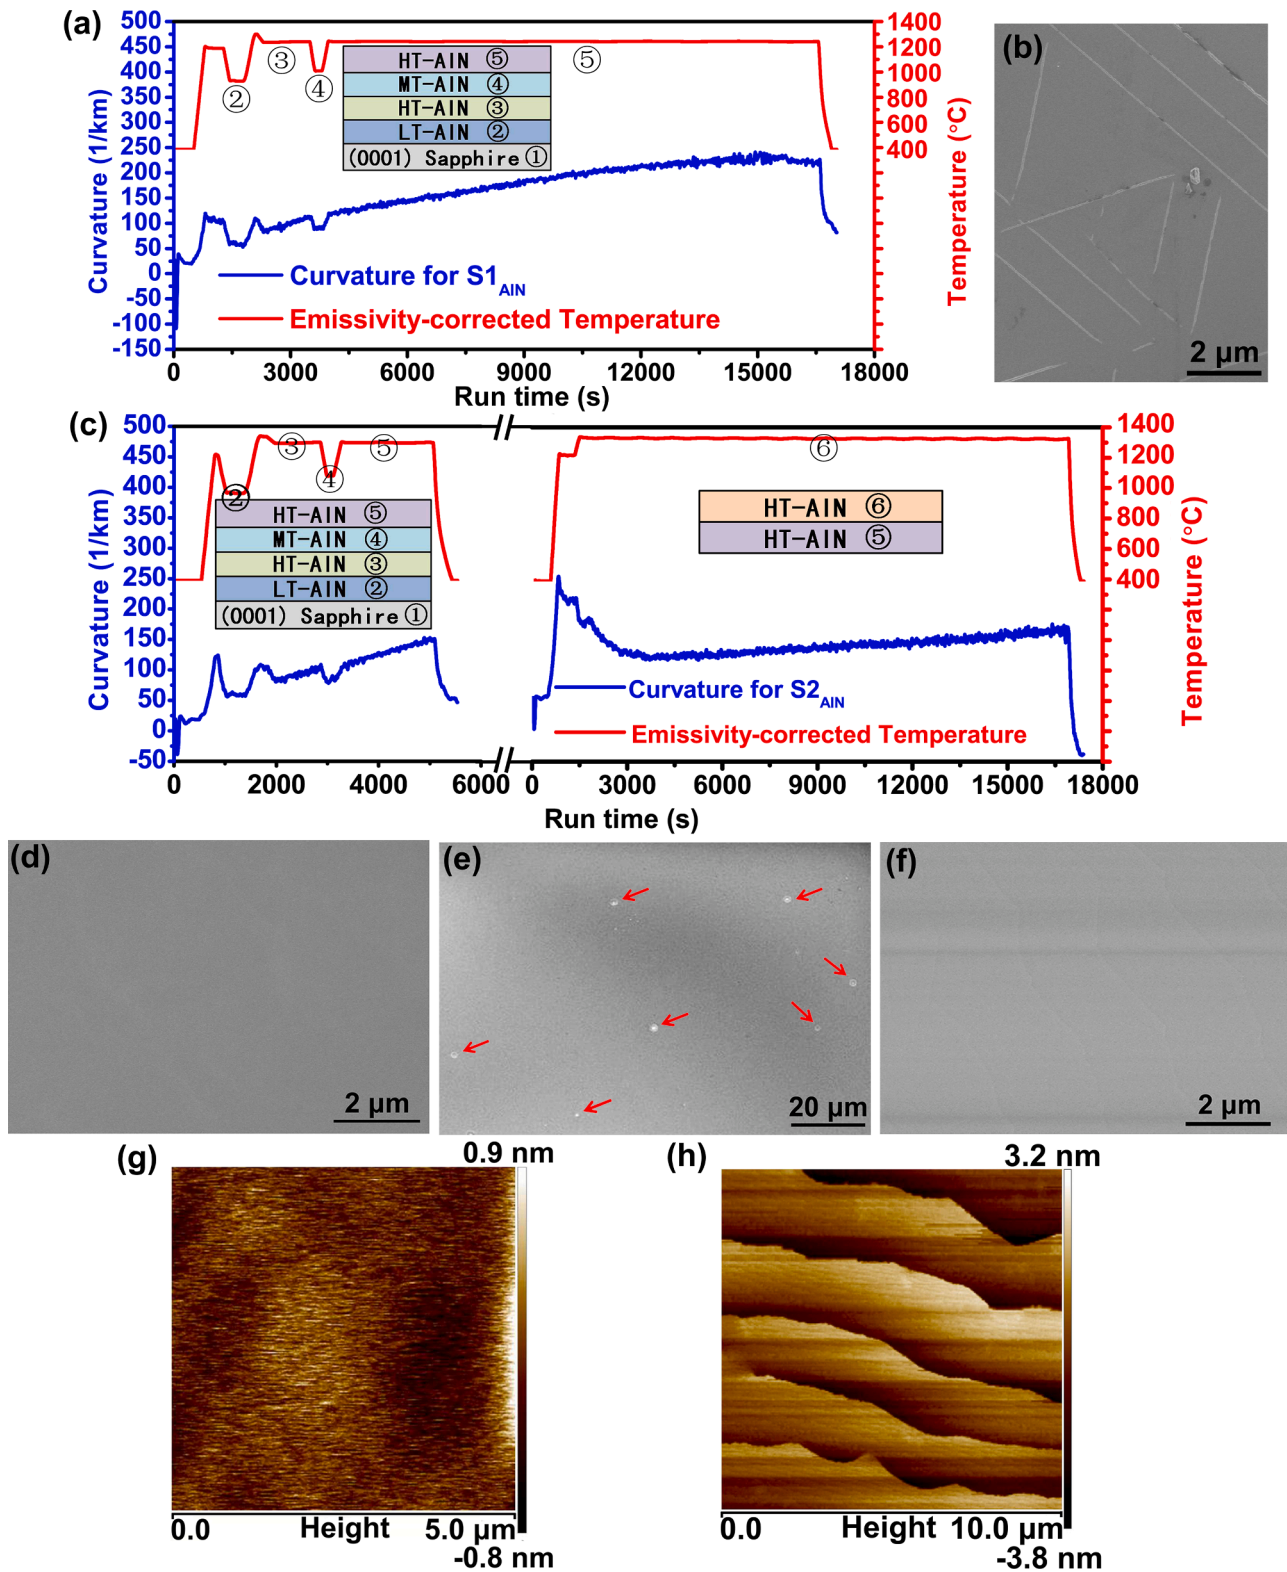 (a)
500
450
400
350
300
250
200
150
100
50
0
-50
-100
-150
Curvature (1/km)
1400
1200
1000
800
600
400
Temperature (°C)
② ③ ④ ⑤
HT-AlN ⑤
MT-AlN ④
HT-AlN ③
LT-AlN ②
(0001) Sapphire ①
Curvature for S1AlN
Emissivity-corrected Temperature
0 3000 6000 9000 12000 15000 18000
Run time (s)
(b)
2 μm
(c)
500
450
400
350
300
250
200
150
100
50
0
-50
Curvature (1/km)
1400
1200
1000
800
600
400
Temperature (°C)
② ③ ④ ⑤ ⑥
HT-AlN ⑤
MT-AlN ④
HT-AlN ③
LT-AlN ②
(0001) Sapphire ①
HT-AlN ⑥
HT-AlN ⑤
Curvature for S2AlN
Emissivity-corrected Temperature
0 2000 4000 6000 0 3000 6000 9000 12000 15000 18000
Run time (s)
(d)
2 μm
(e)
20 μm
(f)
2 μm
(g)
0.9 nm
0.0 Height 5.0 μm
-0.8 nm
(h)
3.2 nm
0.0 Height 10.0 μm
-3.8 nm